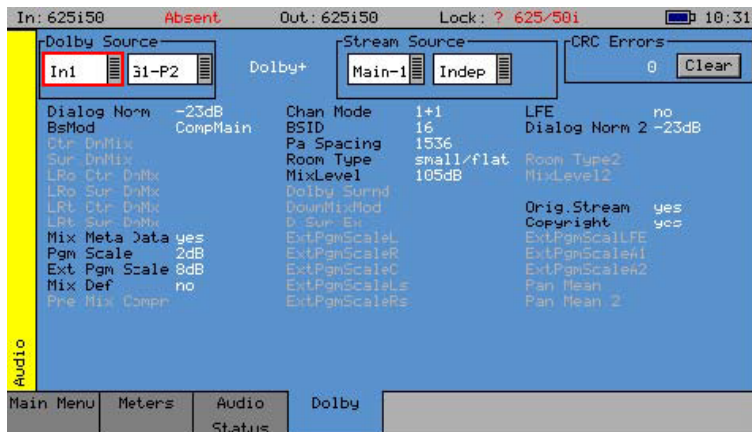 In:625i50 Absent Out:625i50 Lock:? 625/50i 10:31
Dolby Source Stream Source CRC Errors
In1 G1-P2 Dolby+ Main-1 Indep 0 Clear
Dialog Norm -23dB Chan Mode 1+1 LFE no
BsMod CompMain BSID 16 Dialog Norm 2 -23dB
Ctr DnMix Pa Spacing 1536
Sur DnMix Room Type small/flat Room Type2
LRo Ctr DnMx MixLevel 105dB MixLevel2
LRo Sur DnMx Dolby Surnd
LRt Ctr DnMx DownMixMod Orig.Stream yes
LRt Sur DnMx D Sur Ex Copyright yes
Mix Meta Data yes ExtPgmScaleL ExtPgmScalLFE
Pgm Scale 2dB ExtPgmScaleR ExtPgmScaleA1
Ext Pgm Scale 8dB ExtPgmScaleC ExtPgmScaleA2
Mix Def no ExtPgmScaleLs Pan Mean
Pre Mix Compr ExtPgmScaleRs Pan Mean 2
Audio
Main Menu Meters Audio Dolby
Status